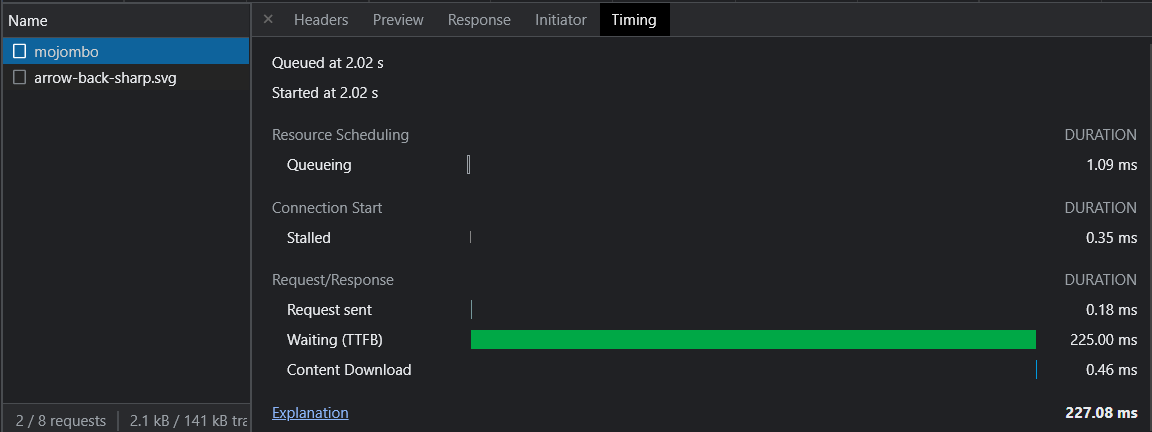 Name
× Headers Preview Response Initiator Timing
mojombo
arrow-back-sharp.svg
Queued at 2.02 s
Started at 2.02 s
Resource Scheduling DURATION
Queueing 1.09 ms
Connection Start DURATION
Stalled 0.35 ms
Request/Response DURATION
Request sent 0.18 ms
Waiting (TTFB) 225.00 ms
Content Download 0.46 ms
Explanation 227.08 ms
2 / 8 requests 2.1 kB / 141 kB tra